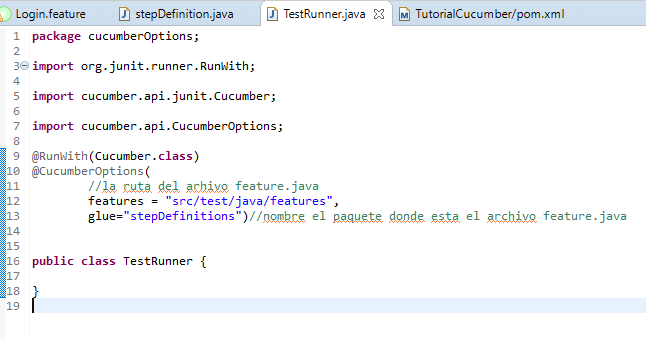 Login.feature stepDefinition.java TestRunner.java TutorialCucumber/pom.xml
1 package cucumberOptions;
2
3 import org.junit.runner.RunWith;
4
5 import cucumber.api.junit.Cucumber;
6
7 import cucumber.api.CucumberOptions;
8
9 @RunWith(Cucumber.class)
10 @CucumberOptions(
11 //la ruta del arhivo feature.java
12 features = "src/test/java/features",
13 glue="stepDefinitions")//nombre el paquete donde esta el archivo feature.java
14
15
16 public class TestRunner {
17
18 }
19